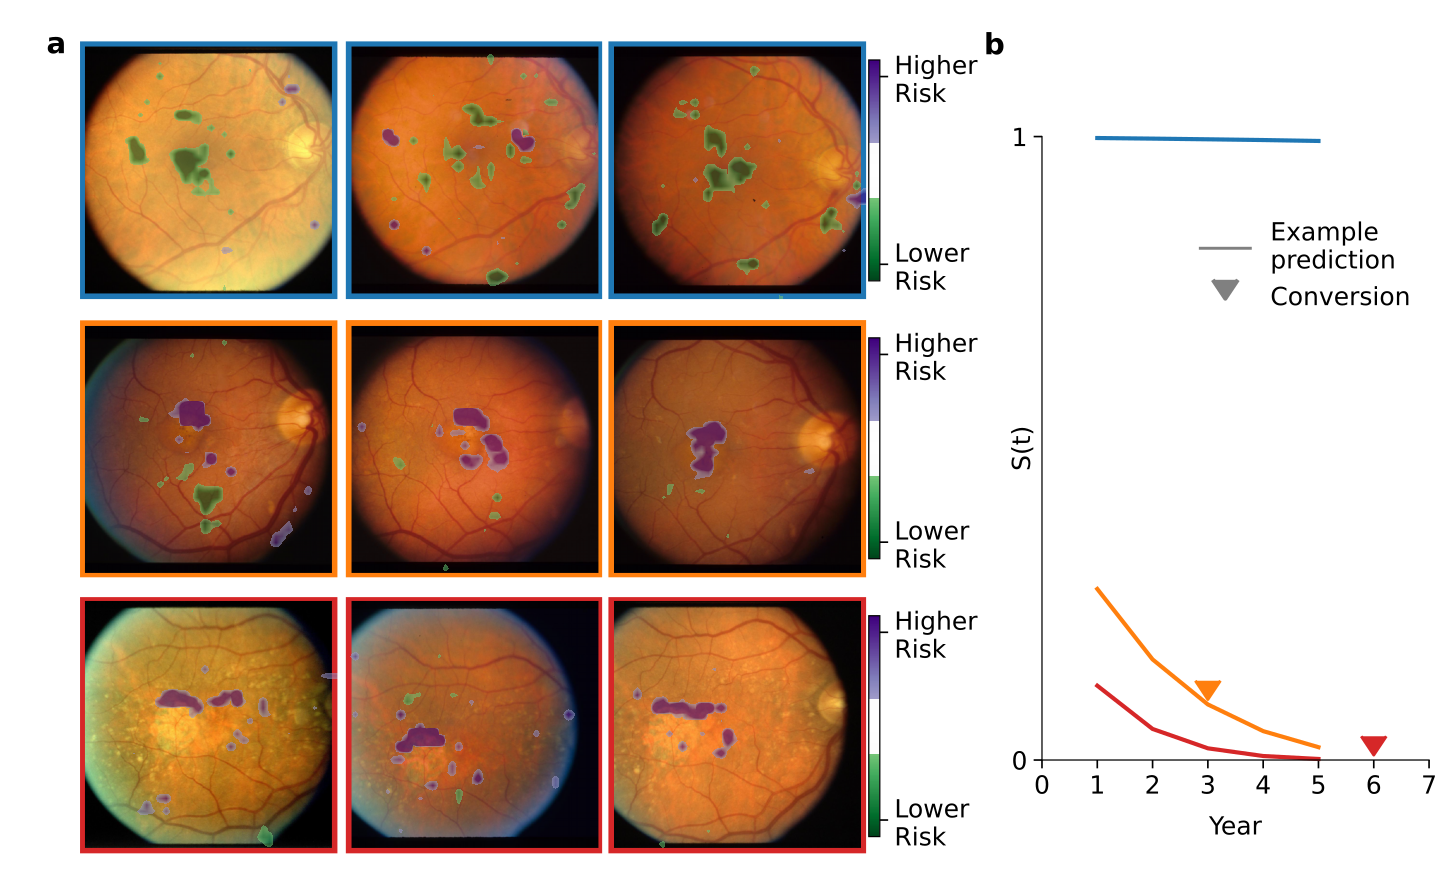 a
Higher
Risk
Lower
Risk
Higher
Risk
Lower
Risk
Higher
Risk
Lower
Risk
b
1
0
S(t)
Example
prediction
Conversion
0 1 2 3 4 5 6 7
Year